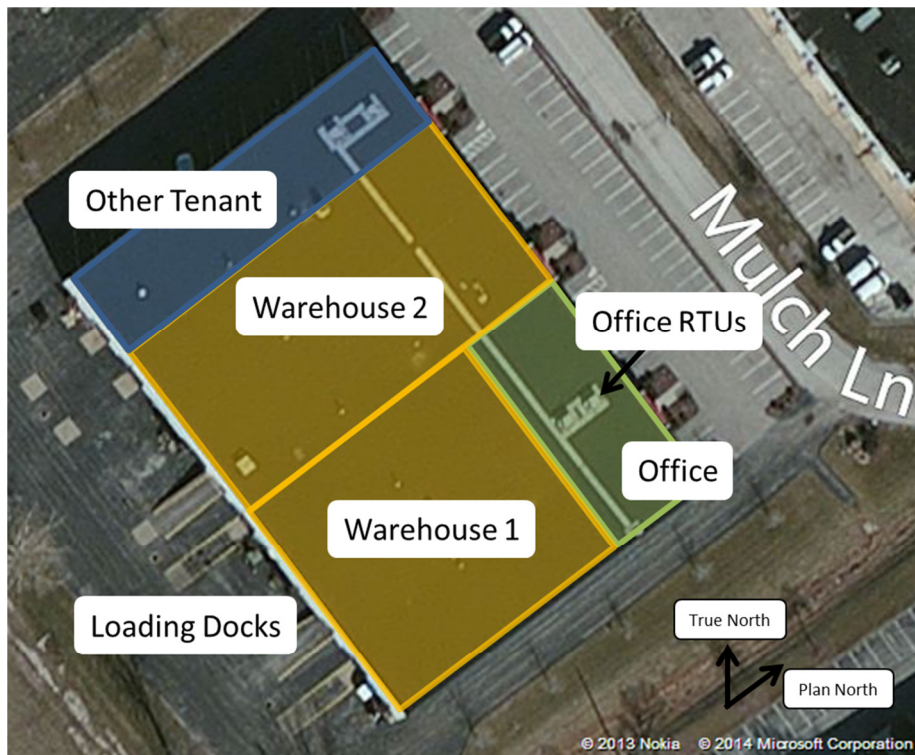 Other Tenant
Mulch Ln
Warehouse 2
Office RTUs
Office
Warehouse 1
Loading Docks
True North
Plan North
© 2013 Nokia © 2014 Microsoft Corporation